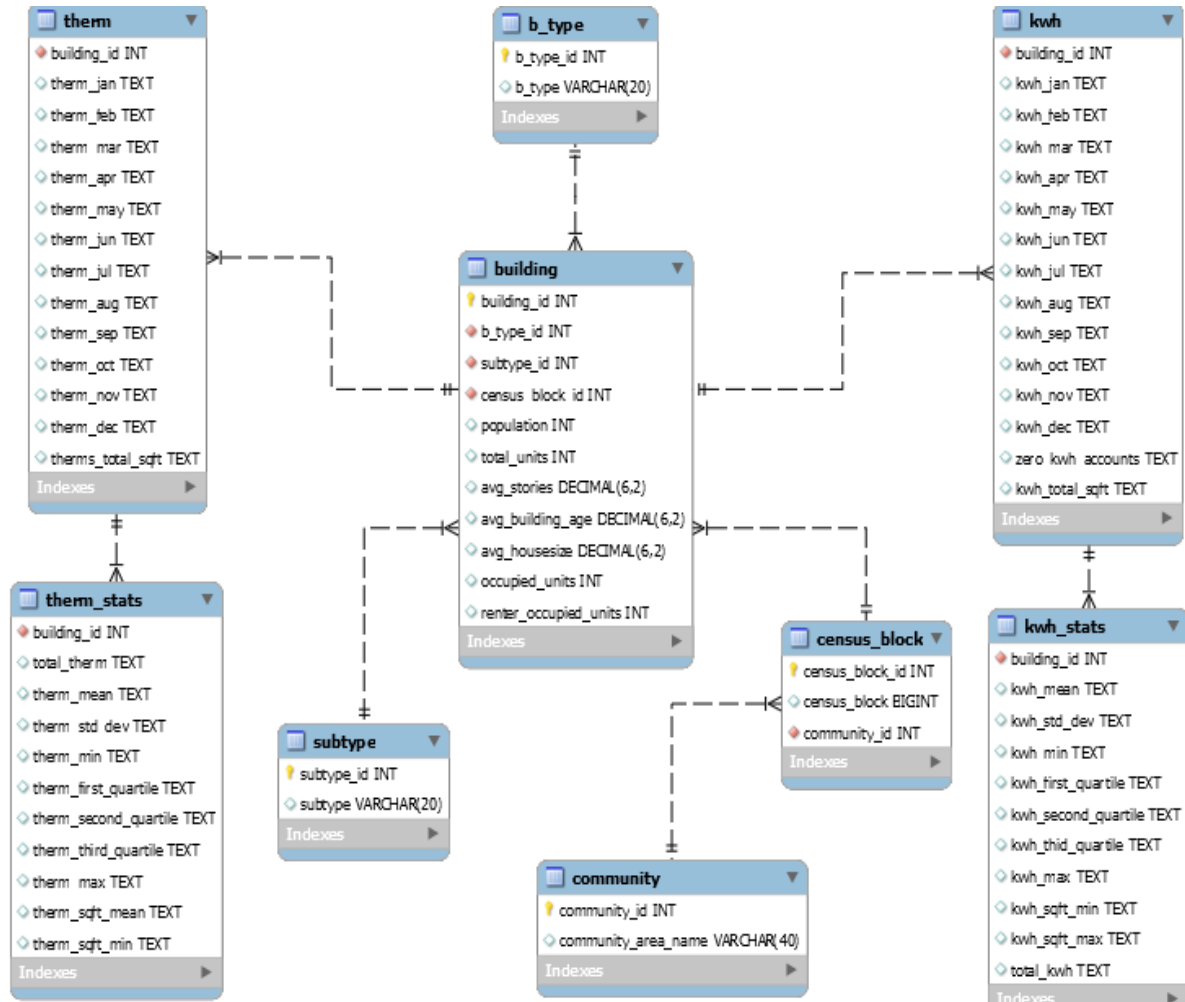 therm
building_id INT
therm_jan TEXT
therm_feb TEXT
therm_mar TEXT
therm_apr TEXT
therm_may TEXT
therm_jun TEXT
therm_jul TEXT
therm_aug TEXT
therm_sep TEXT
therm_oct TEXT
therm_nov TEXT
therm_dec TEXT
therms_total_sqft TEXT
Indexes
b_type
b_type_id INT
b_type VARCHAR(20)
Indexes
kwh
building_id INT
kwh_jan TEXT
kwh_feb TEXT
kwh_mar TEXT
kwh_apr TEXT
kwh_may TEXT
kwh_jun TEXT
kwh_jul TEXT
kwh_aug TEXT
kwh_sep TEXT
kwh_oct TEXT
kwh_nov TEXT
kwh_dec TEXT
zero_kwh_accounts TEXT
kwh_total_sqft TEXT
Indexes
building
building_id INT
b_type_id INT
subtype_id INT
census_block_id INT
population INT
total_units INT
avg_stories DECIMAL(6,2)
avg_building_age DECIMAL(6,2)
avg_housesize DECIMAL(6,2)
occupied_units INT
renter_occupied_units INT
Indexes
therm_stats
building_id INT
total_therm TEXT
therm_mean TEXT
therm_std_dev TEXT
therm_min TEXT
therm_first_quartile TEXT
therm_second_quartile TEXT
therm_third_quartile TEXT
therm_max TEXT
therm_sqft_mean TEXT
therm_sqft_min TEXT
Indexes
subtype
subtype_id INT
subtype VARCHAR(20)
Indexes
census_block
census_block_id INT
census_block BIGINT
community_id INT
Indexes
community
community_id INT
community_area_name VARCHAR(40)
Indexes
kwh_stats
building_id INT
kwh_mean TEXT
kwh_std_dev TEXT
kwh_min TEXT
kwh_first_quartile TEXT
kwh_second_quartile TEXT
kwh_thid_quartile TEXT
kwh_max TEXT
kwh_sqft_min TEXT
kwh_sqft_max TEXT
total_kwh TEXT
Indexes